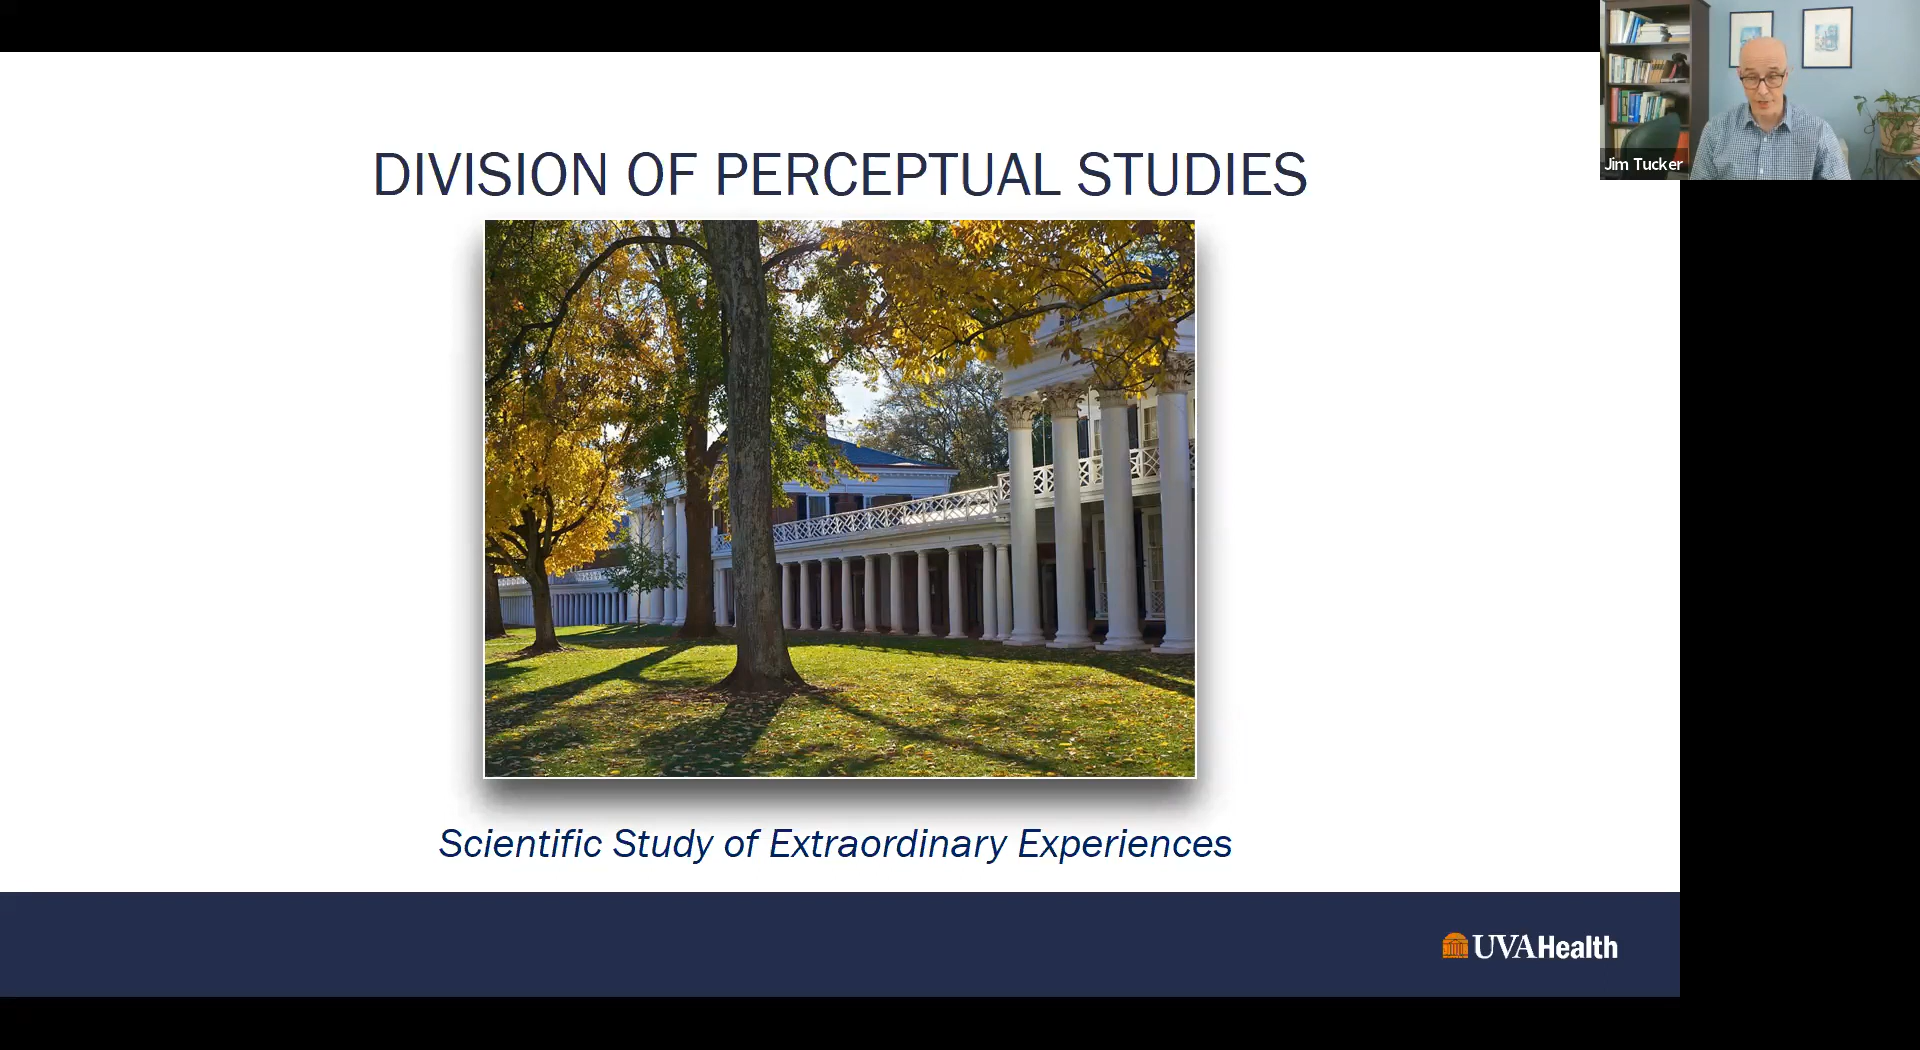 DIVISION OF PERCEPTUAL STUDIES
Jim Tucker
Scientific Study of Extraordinary Experiences
UVAHealth